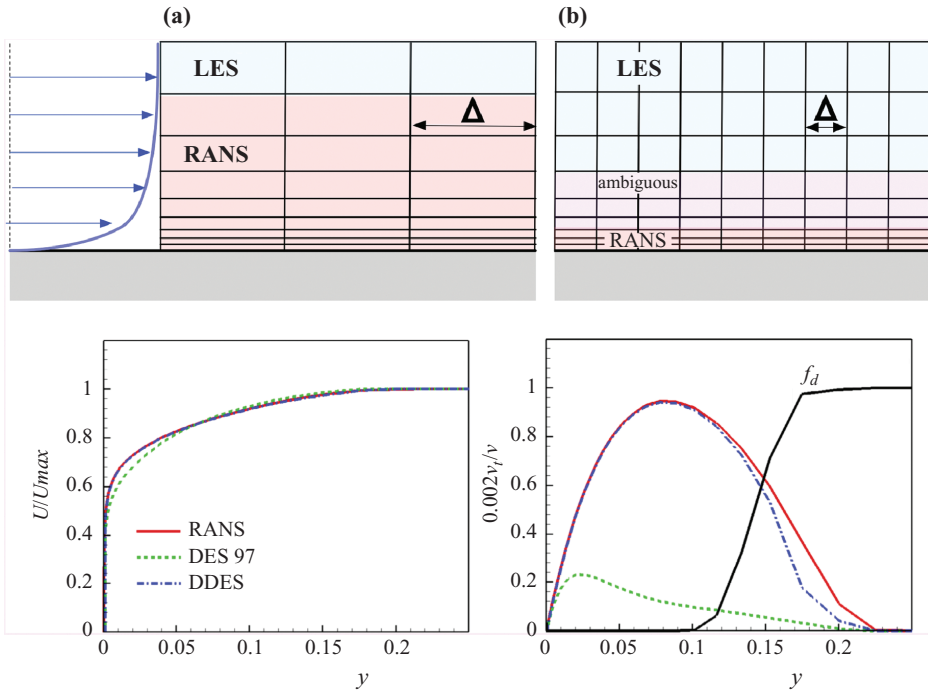 (a)
(b)
LES
Δ
RANS
LES
Δ
ambiguous
RANS
U/Umax
1
0.8
0.6
0.4
0.2
0
RANS
DES 97
DDES
0 0.05 0.1 0.15 0.2
y
0.002ν_t/ν
1
0.8
0.6
0.4
0.2
0
f_d
0 0.05 0.1 0.15 0.2
y